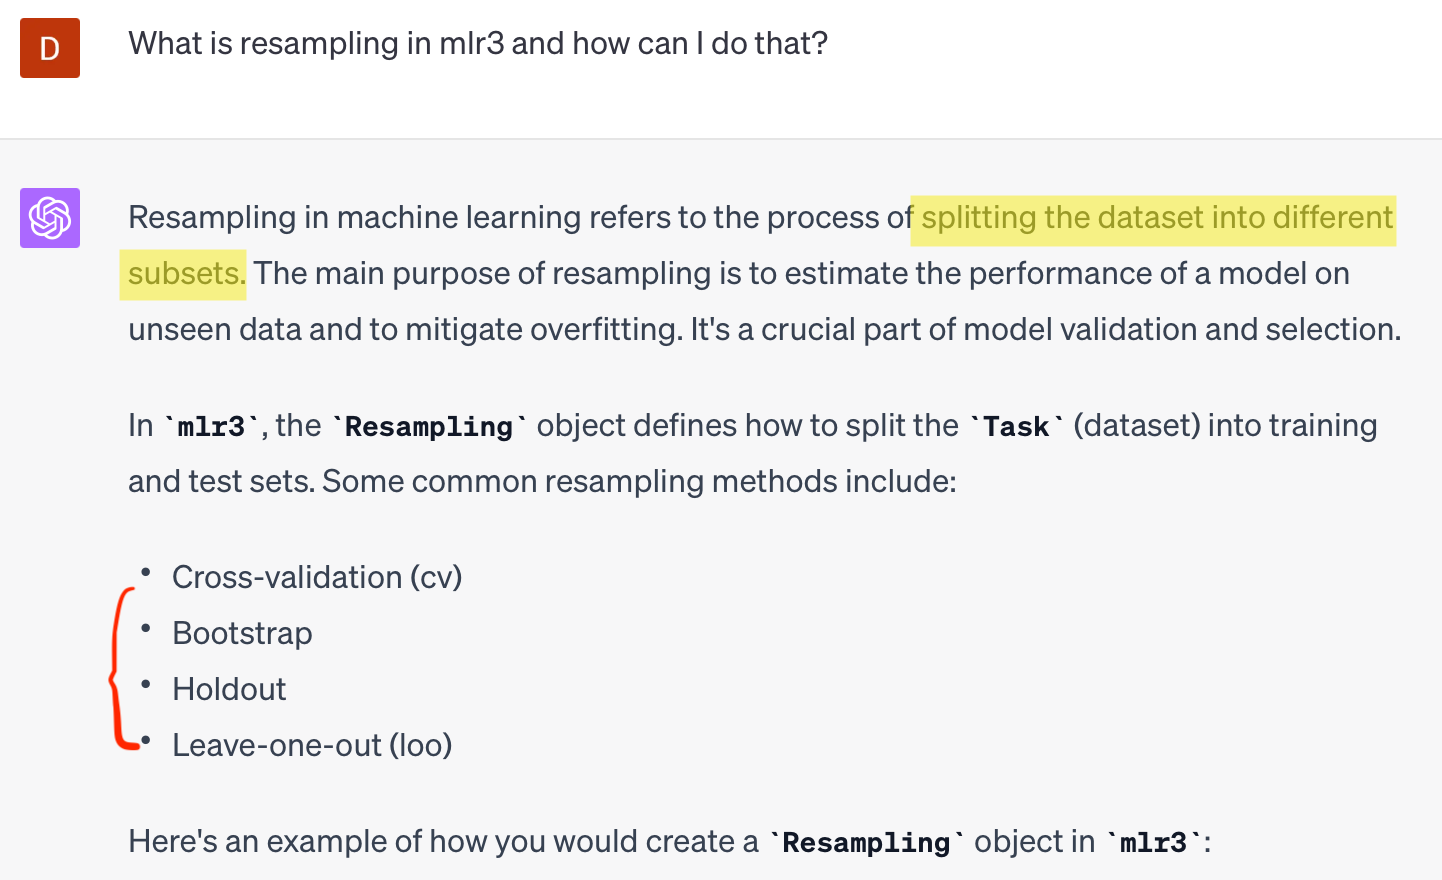 D
What is resampling in mlr3 and how can I do that?
Resampling in machine learning refers to the process of splitting the dataset into different
subsets. The main purpose of resampling is to estimate the performance of a model on
unseen data and to mitigate overfitting. It's a crucial part of model validation and selection.
In `mlr3`, the `Resampling` object defines how to split the `Task` (dataset) into training
and test sets. Some common resampling methods include:
• Cross-validation (cv)
• Bootstrap
• Holdout
• Leave-one-out (loo)
Here's an example of how you would create a `Resampling` object in `mlr3`: